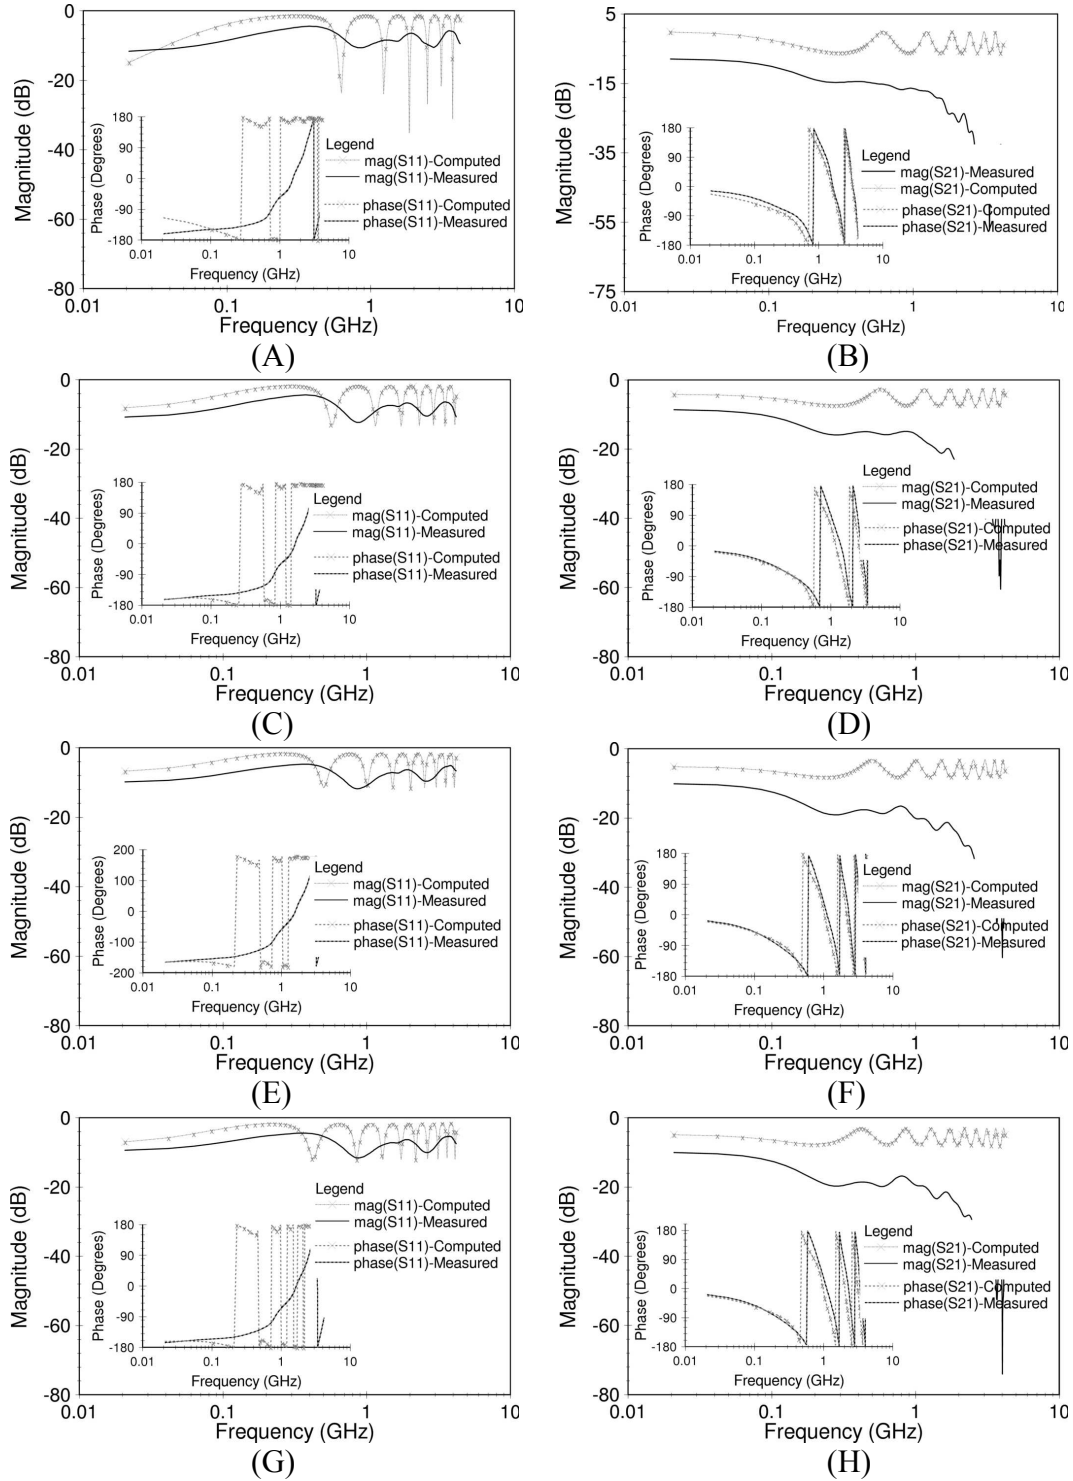 0
-20
-40
-60
-80
Magnitude (dB)
0.01
0.1
1
10
Frequency (GHz)
180
90
0
-90
-180
Phase (Degrees)
0.01
0.1
1
10
Frequency (GHz)
Legend
mag(S11)-Computed
mag(S11)-Measured
phase(S11)-Computed
phase(S11)-Measured
(A)
5
-15
-35
-55
-75
Magnitude (dB)
0.01
0.1
1
10
Frequency (GHz)
180
90
0
-90
-180
Phase (Degrees)
0.01
0.1
1
10
Frequency (GHz)
Legend
mag(S21)-Measured
mag(S21)-Computed
phase(S21)-Computed
phase(S21)-Measured
(B)
0
-20
-40
-60
-80
Magnitude (dB)
0.01
0.1
1
10
Frequency (GHz)
180
90
0
-90
-180
Phase (Degrees)
0.01
0.1
1
10
Frequency (GHz)
Legend
mag(S11)-Computed
mag(S11)-Measured
phase(S11)-Computed
phase(S11)-Measured
(C)
0
-20
-40
-60
-80
Magnitude (dB)
0.01
0.1
1
10
Frequency (GHz)
180
90
0
-90
-180
Phase (Degrees)
0.01
0.1
1
10
Frequency (GHz)
Legend
mag(S21)-Computed
mag(S21)-Measured
phase(S21)-Computed
phase(S21)-Measured
(D)
0
-20
-40
-60
-80
Magnitude (dB)
0.01
0.1
1
10
Frequency (GHz)
200
100
0
-100
-200
Phase (Degrees)
0.01
0.1
1
10
Frequency (GHz)
Legend
mag(S11)-Computed
mag(S11)-Measured
phase(S11)-Computed
phase(S11)-Measured
(E)
0
-20
-40
-60
-80
Magnitude (dB)
0.01
0.1
1
10
Frequency (GHz)
180
90
0
-90
-180
Phase (Degrees)
0.01
0.1
1
10
Frequency (GHz)
Legend
mag(S21)-Computed
mag(S21)-Measured
phase(S21)-Computed
phase(S21)-Measured
(F)
0
-20
-40
-60
-80
Magnitude (dB)
0.01
0.1
1
10
Frequency (GHz)
180
90
0
-90
-180
Phase (Degrees)
0.01
0.1
1
10
Frequency (GHz)
Legend
mag(S11)-Computed
mag(S11)-Measured
phase(S11)-Computed
phase(S11)-Measured
(G)
0
-20
-40
-60
-80
Magnitude (dB)
0.01
0.1
1
10
Frequency (GHz)
180
90
0
-90
-180
Phase (Degrees)
0.01
0.1
1
10
Frequency (GHz)
Legend
mag(S21)-Computed
mag(S21)-Measured
phase(S21)-Computed
phase(S21)-Measured
(H)